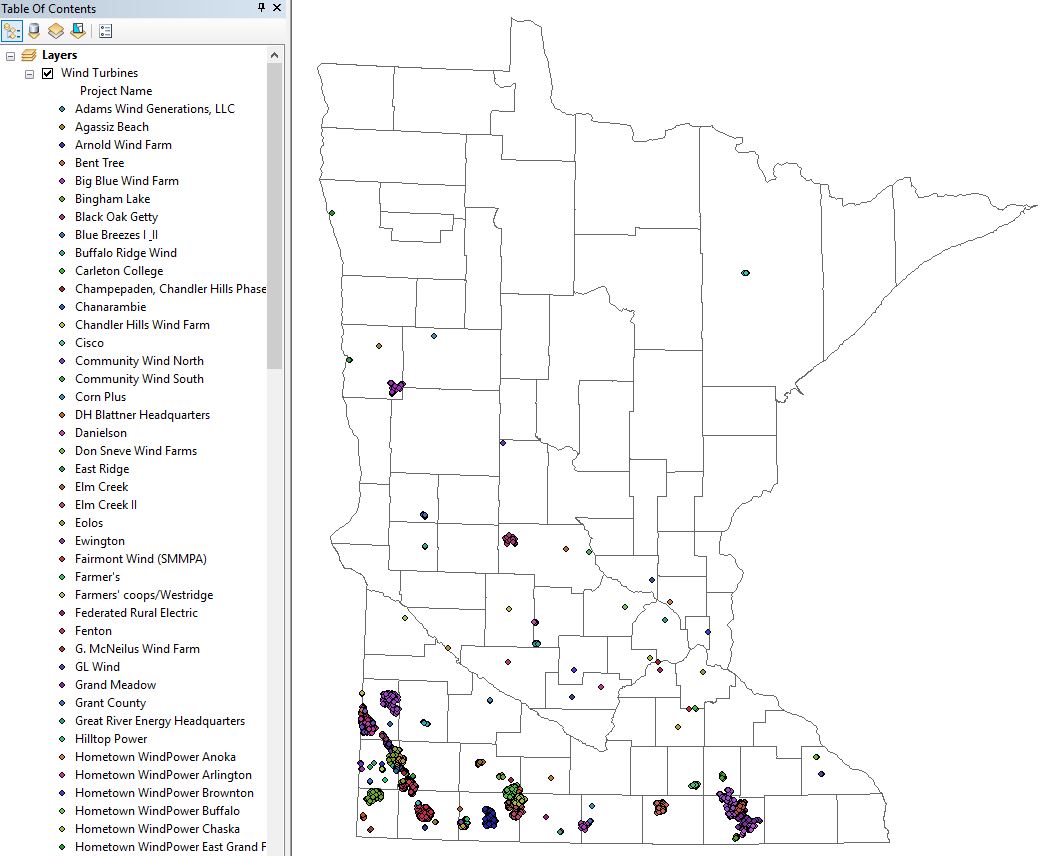 Table Of Contents
Layers
Wind Turbines
Project Name
Adams Wind Generations, LLC
Agassiz Beach
Arnold Wind Farm
Bent Tree
Big Blue Wind Farm
Bingham Lake
Black Oak Getty
Blue Breezes I_II
Buffalo Ridge Wind
Carleton College
Champepaden, Chandler Hills Phase
Chanarambie
Chandler Hills Wind Farm
Cisco
Community Wind North
Community Wind South
Corn Plus
DH Blattner Headquarters
Danielson
Don Sneve Wind Farms
East Ridge
Elm Creek
Elm Creek II
Eolos
Ewington
Fairmont Wind (SMMPA)
Farmer's
Farmers' coops/Westridge
Federated Rural Electric
Fenton
G. McNeilus Wind Farm
GL Wind
Grand Meadow
Grant County
Great River Energy Headquarters
Hilltop Power
Hometown WindPower Anoka
Hometown WindPower Arlington
Hometown WindPower Brownton
Hometown WindPower Buffalo
Hometown WindPower Chaska
Hometown WindPower East Grand F